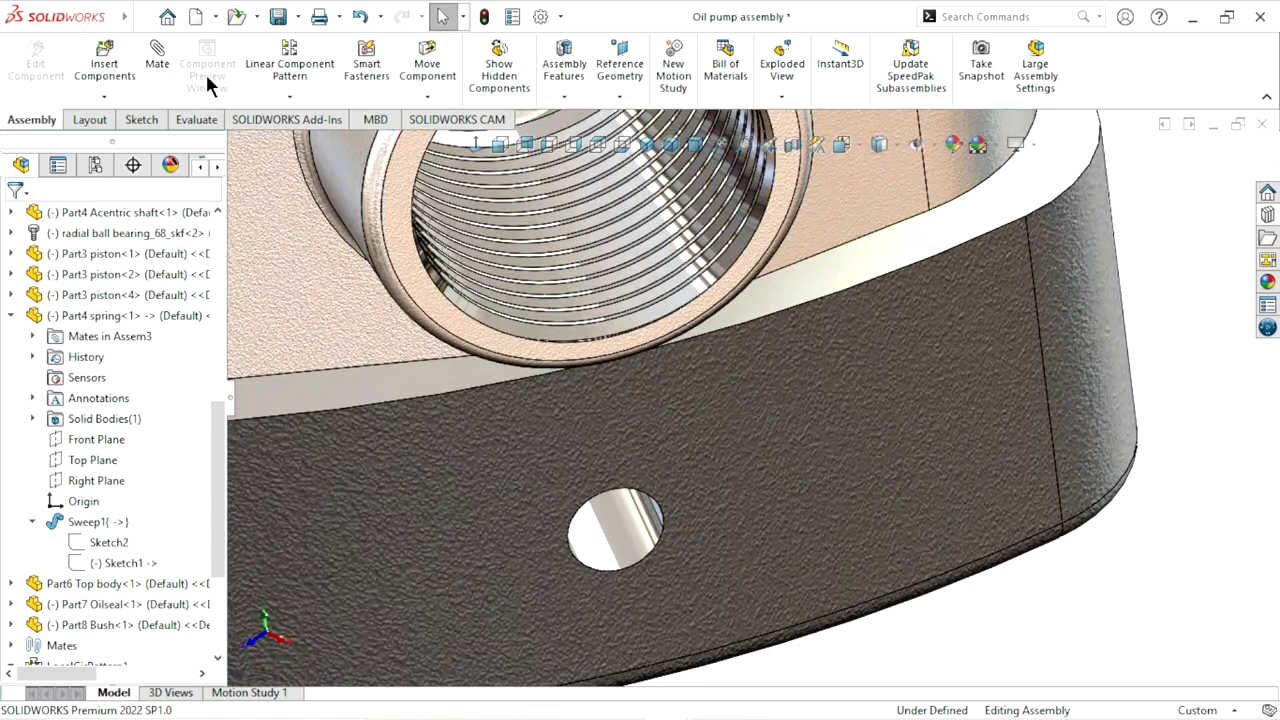 SOLIDWORKS
Oil pump assembly *
Search Commands
Edit Component
Insert Components
Mate
Component Preview Window
Linear Component Pattern
Smart Fasteners
Move Component
Show Hidden Components
Assembly Features
Reference Geometry
New Motion Study
Bill of Materials
Exploded View
Instant3D
Update SpeedPak Subassemblies
Take Snapshot
Large Assembly Settings
Assembly
Layout
Sketch
Evaluate
SOLIDWORKS Add-Ins
MBD
SOLIDWORKS CAM
(-) Part4 Acentric shaft<1> (Defau
(-) radial ball bearing_68_skf<2>
(-) Part3 piston<1> (Default) <<D
(-) Part3 piston<2> (Default) <<D
(-) Part3 piston<4> (Default) <<D
(-) Part4 spring<1> -> (Default) <
Mates in Assem3
History
Sensors
Annotations
Solid Bodies(1)
Front Plane
Top Plane
Right Plane
Origin
Sweep1{ ->}
Sketch2
(-) Sketch1 ->
Part6 Top body<1> (Default) <<D
(-) Part7 Oilseal<1> (Default) <<D
(-) Part8 Bush<1> (Default) <<De
Mates
LocalCirPattern1
Model
3D Views
Motion Study 1
SOLIDWORKS Premium 2022 SP1.0
Under Defined
Editing Assembly
Custom